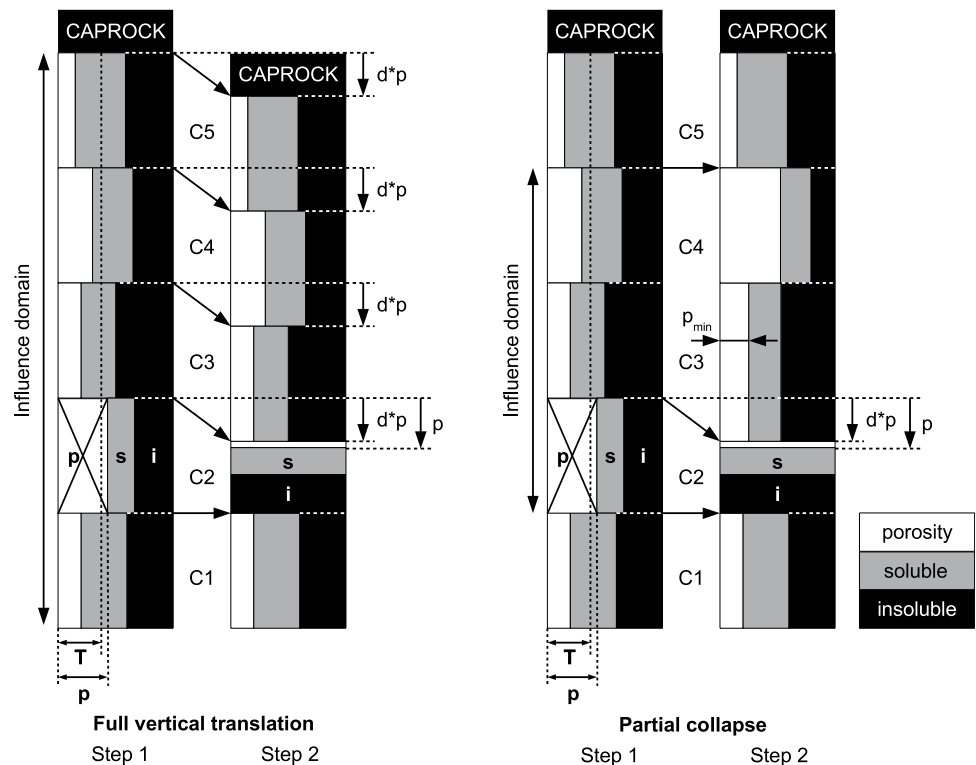 CAPROCK
CAPROCK
d*p
C5
d*p
C4
d*p
C3
d*p
p
p
s
i
C2
s
i
C1
Influence domain
T
p
Full vertical translation
Step 1
Step 2
CAPROCK
CAPROCK
C5
C4
pmin
C3
d*p
p
p
s
i
C2
s
i
C1
Influence domain
T
p
Partial collapse
Step 1
Step 2
porosity
soluble
insoluble